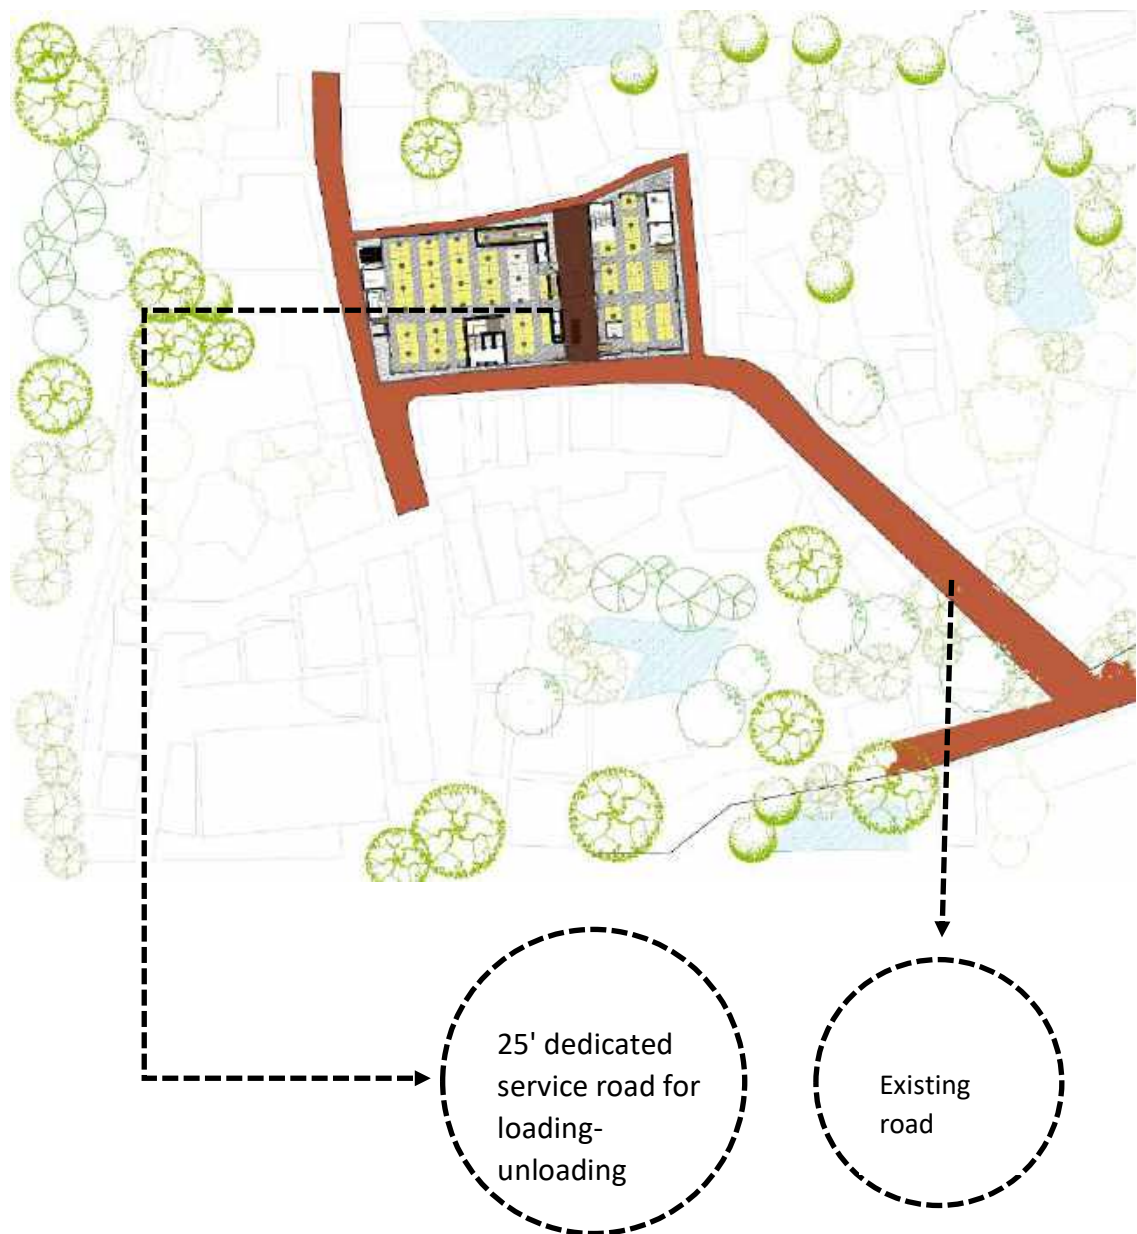 25' dedicated
service road for
loading-
unloading
Existing
road